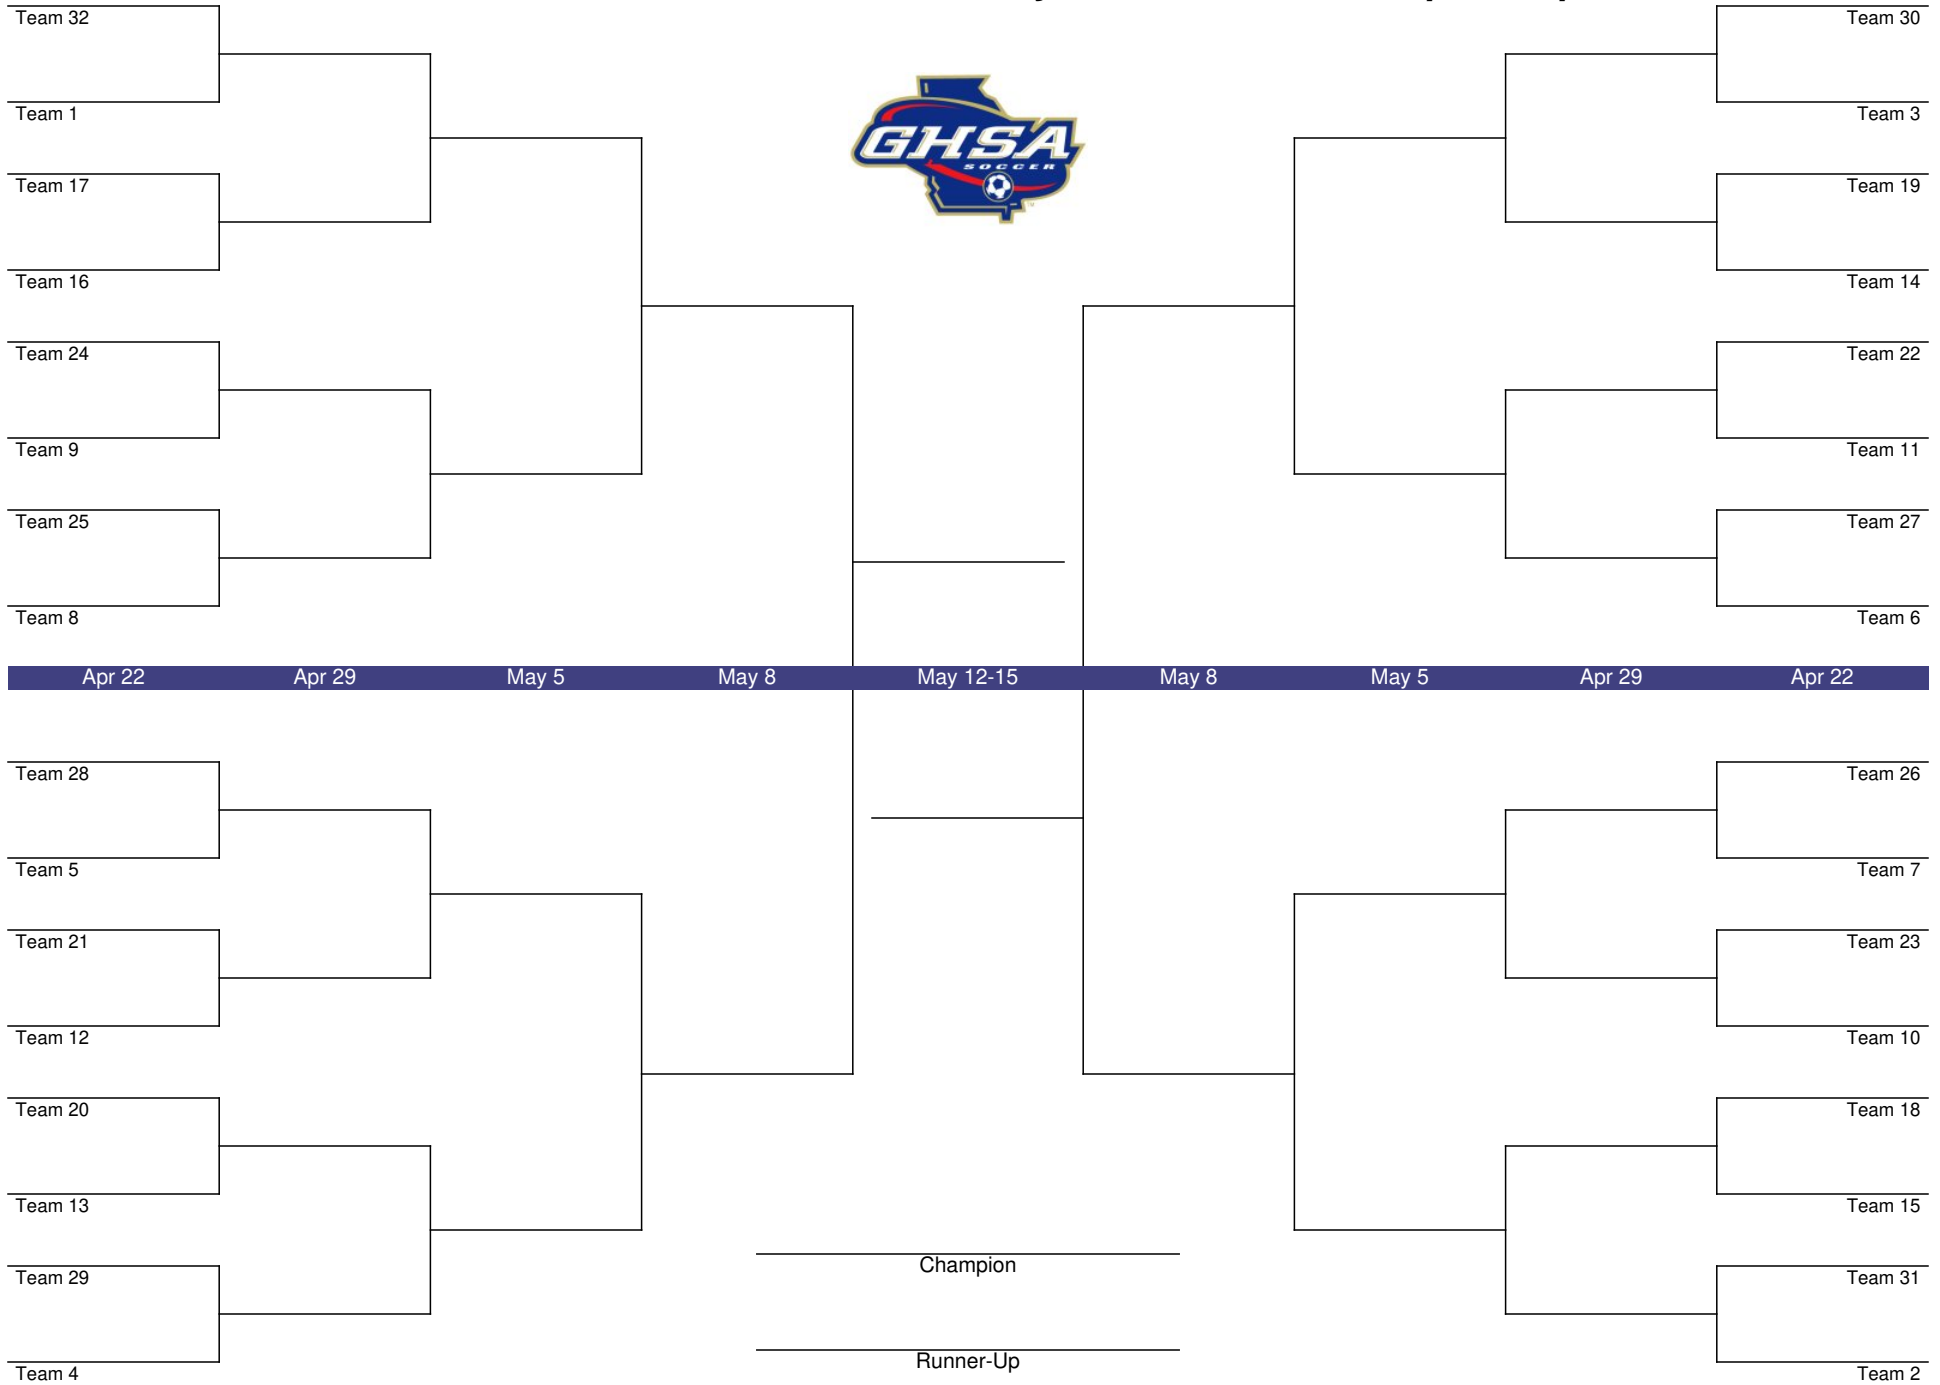 Team 32
Team 1
Team 17
Team 16
Team 24
Team 9
Team 25
Team 8
GHSA
SOCCER
Team 30
Team 3
Team 19
Team 14
Team 22
Team 11
Team 27
Team 6
Apr 22 Apr 29 May 5 May 8 May 12-15 May 8 May 5 Apr 29 Apr 22
Team 28
Team 5
Team 21
Team 12
Team 20
Team 13
Team 29
Team 4
Champion
Runner-Up
Team 26
Team 7
Team 23
Team 10
Team 18
Team 15
Team 31
Team 2